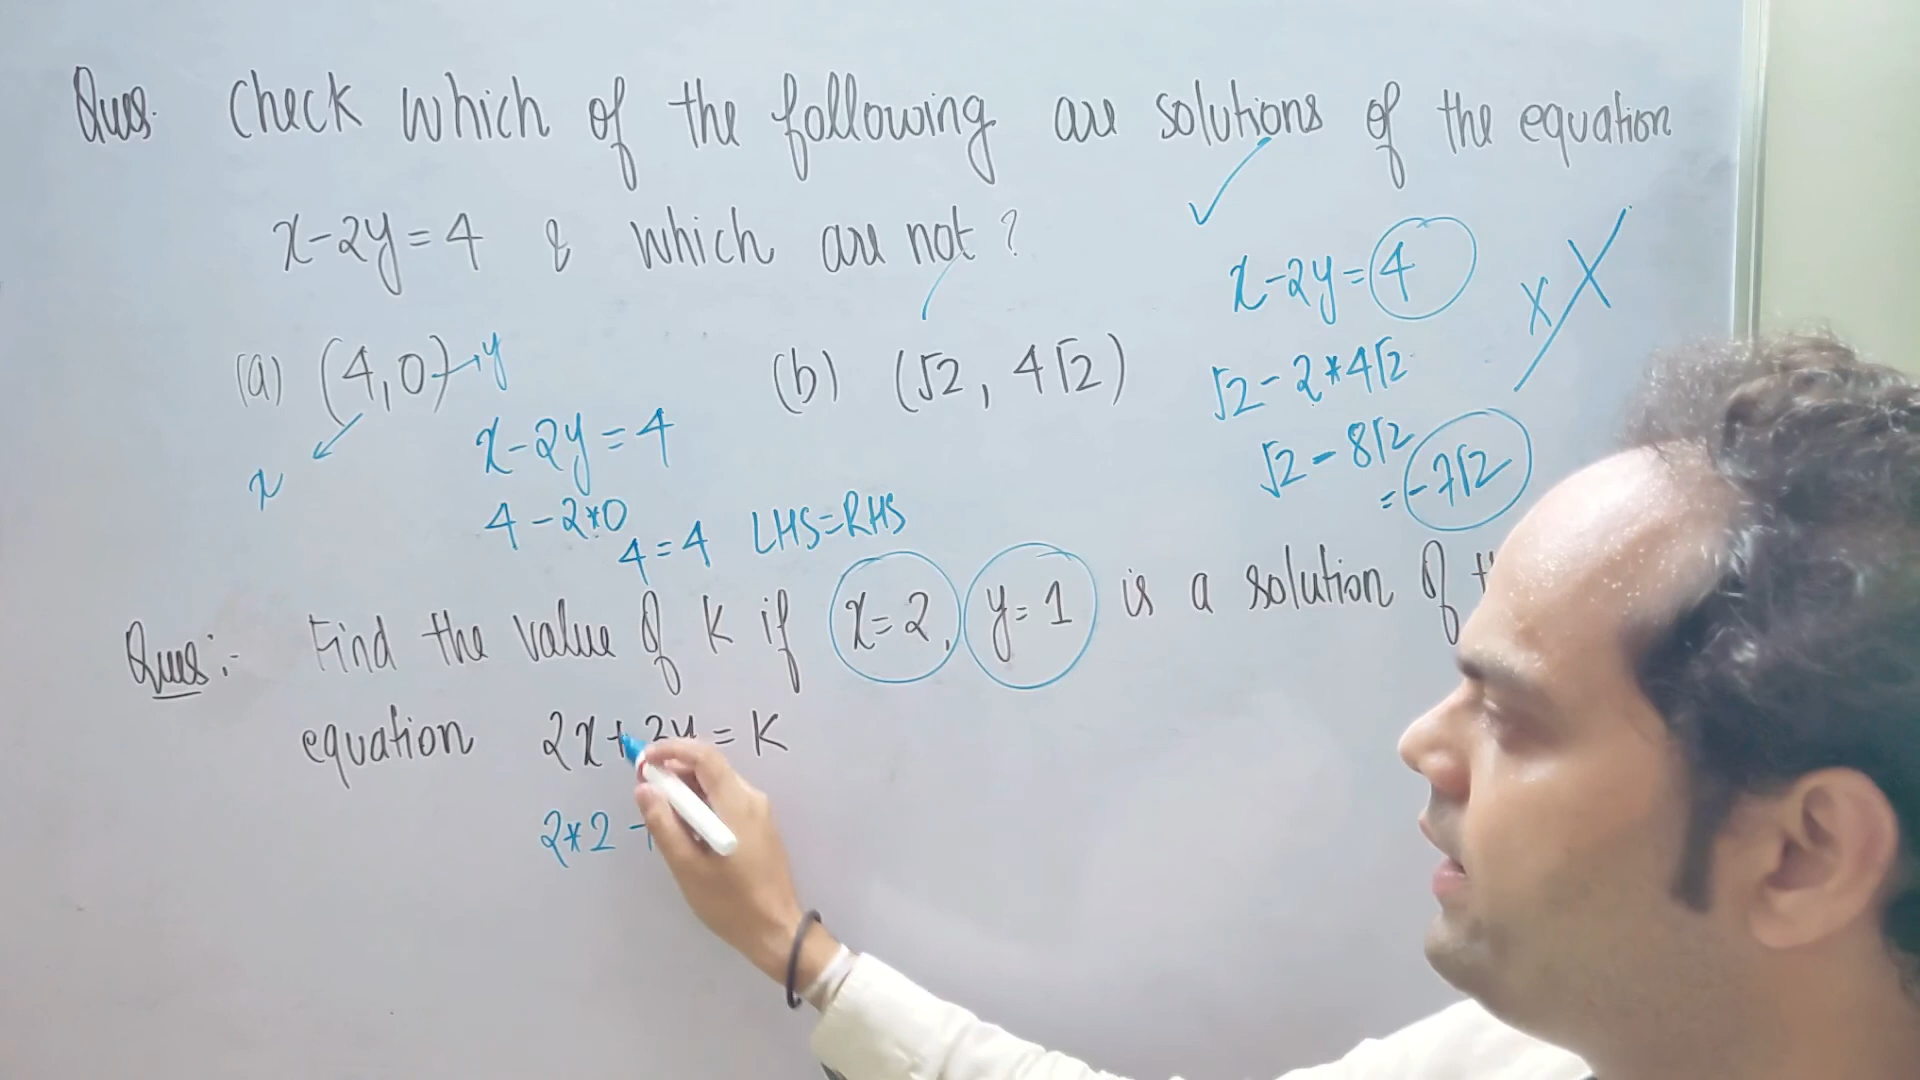 Ques. Check which of the following are solutions of the equation
x-2y=4 & which are not?
(a) (4,0) → y
x
x-2y=4
4-2*0
4=4 LHS=RHS
(b) (√2, 4√2)
x-2y=4
√2-2*4√2
√2-8√2
=-7√2
X X
Ques:- Find the value of K if x=2, y=1 is a solution of
equation 2x+3y=K
2*2 +